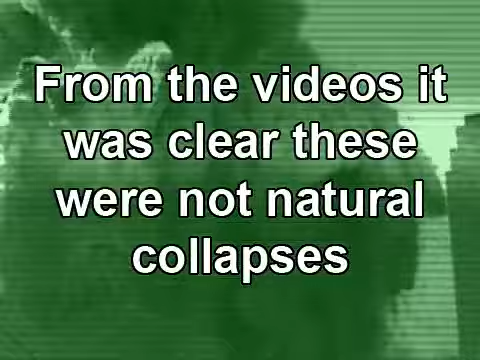 From the videos it
was clear these
were not natural
collapses